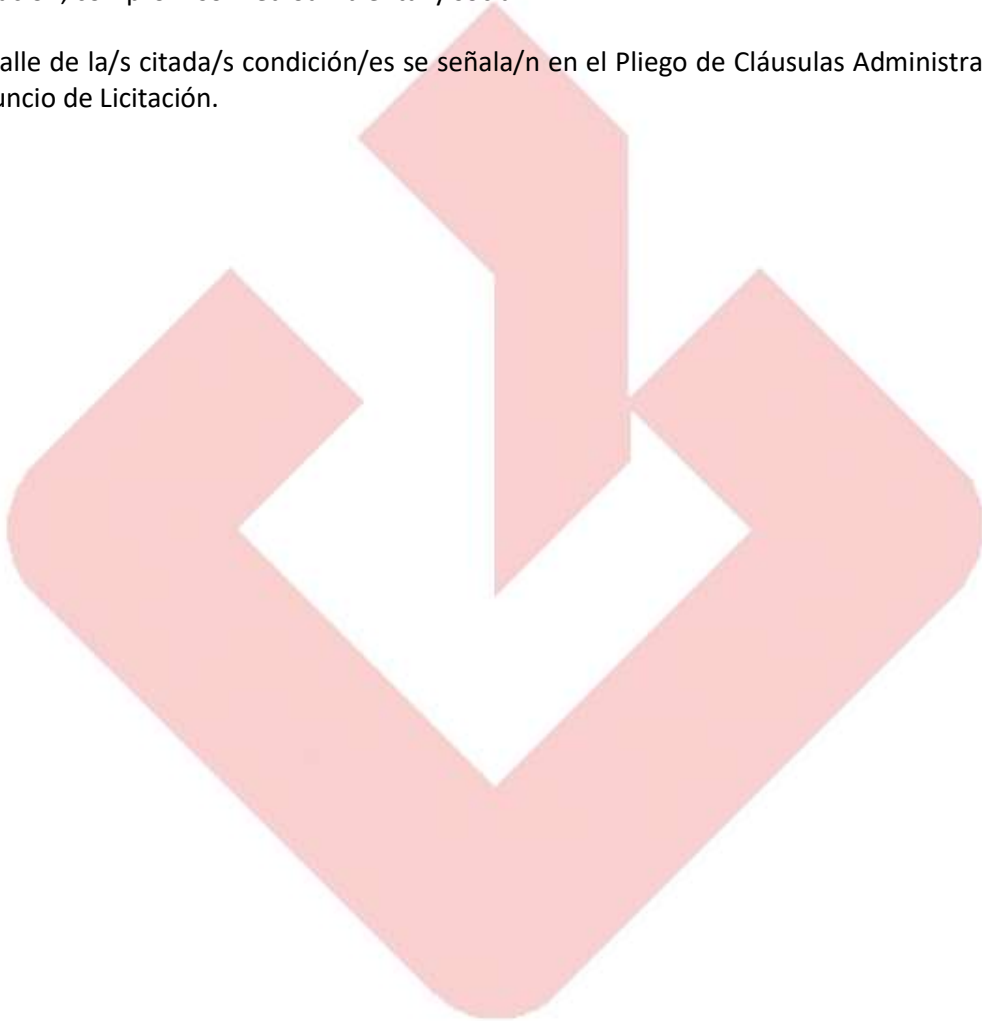 alle de la/s citada/s condición/es se señala/n en el Pliego de Cláusulas Administra
uncio de Licitación.